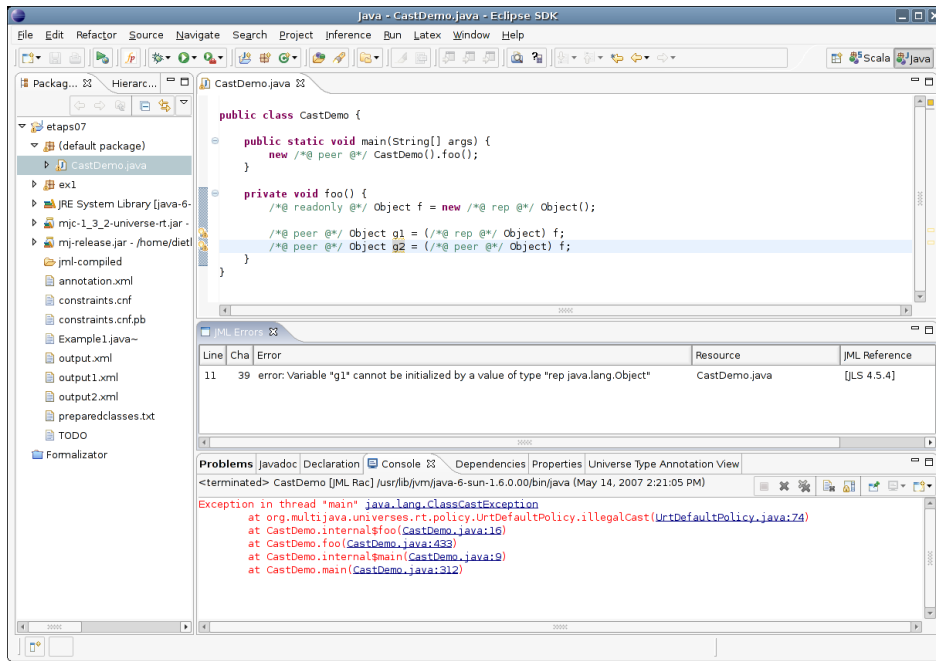 Java - CastDemo.java - Eclipse SDK
File Edit Refactor Source Navigate Search Project Inference Run Latex Window Help
Scala Java
Packag... Hierarc...
etaps07
(default package)
CastDemo.java
ex1
JRE System Library [java-6-
mjc-1_3_2-universe-rt.jar -
mj-release.jar - /home/dietl
jml-compiled
annotation.xml
constraints.cnf
constraints.cnf.pb
Example1.java~
output.xml
output1.xml
output2.xml
preparedclasses.txt
TODO
Formalizator
CastDemo.java
public class CastDemo {
public static void main(String[] args) {
new /*@ peer @*/ CastDemo().foo();
}
private void foo() {
/*@ readonly @*/ Object f = new /*@ rep @*/ Object();
/*@ peer @*/ Object g1 = (/*@ rep @*/ Object) f;
/*@ peer @*/ Object g2 = (/*@ peer @*/ Object) f;
}
}
JML Errors
Line Cha Error Resource JML Reference
11 39 error: Variable "g1" cannot be initialized by a value of type "rep java.lang.Object" CastDemo.java [JLS 4.5.4]
Problems Javadoc Declaration Console Dependencies Properties Universe Type Annotation View
<terminated> CastDemo [JML Rac] /usr/lib/jvm/java-6-sun-1.6.0.00/bin/java (May 14, 2007 2:21:05 PM)
Exception in thread "main" java.lang.ClassCastException
at org.multijava.universes.rt.policy.UrtDefaultPolicy.illegalCast(UrtDefaultPolicy.java:74)
at CastDemo.internal$foo(CastDemo.java:16)
at CastDemo.foo(CastDemo.java:433)
at CastDemo.internal$main(CastDemo.java:9)
at CastDemo.main(CastDemo.java:312)